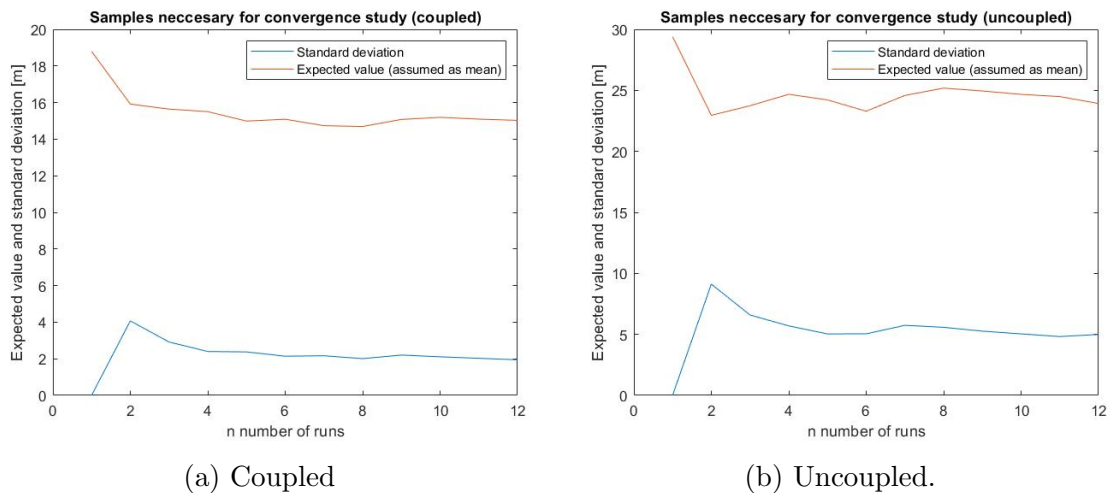 Samples neccesary for convergence study (coupled)
Standard deviation
Expected value (assumed as mean)
Expected value and standard deviation [m]
20
18
16
14
12
10
8
6
4
2
0
0 2 4 6 8 10 12
n number of runs
(a) Coupled
Samples neccesary for convergence study (uncoupled)
Standard deviation
Expected value (assumed as mean)
Expected value and standard deviation [m]
30
25
20
15
10
5
0
0 2 4 6 8 10 12
n number of runs
(b) Uncoupled.